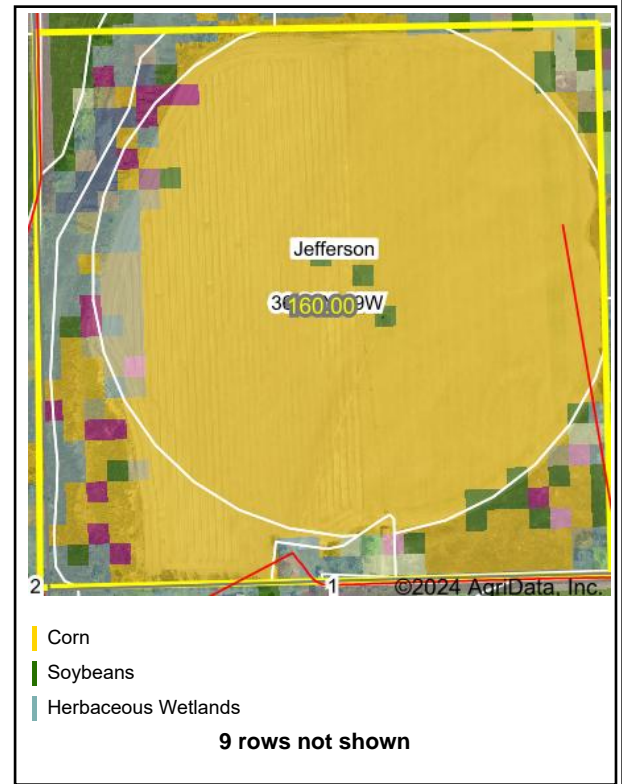 Jefferson
160.00
2
1
©2024 AgriData, Inc.
Corn
Soybeans
Herbaceous Wetlands
9 rows not shown